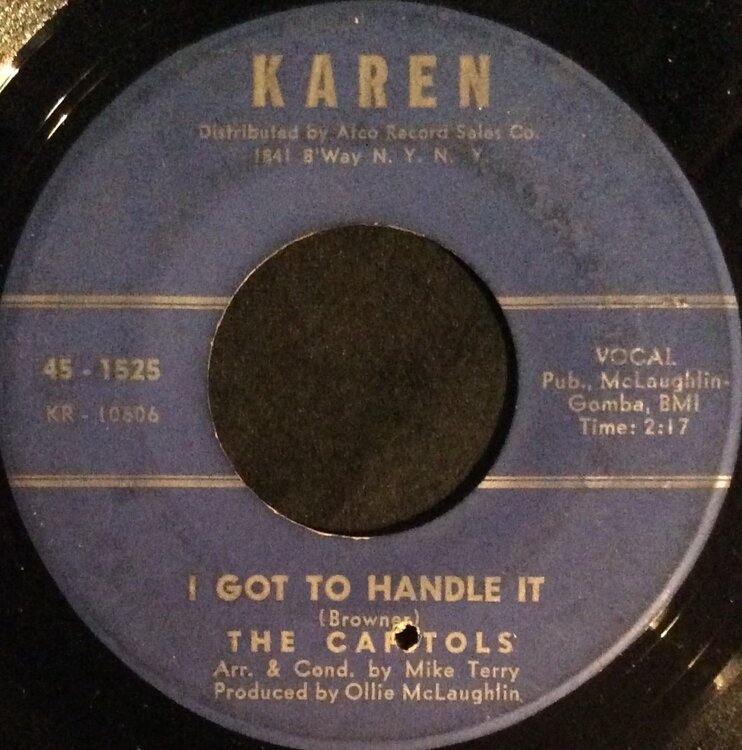 KAREN
Distributed by Atco Record Sales Co.
1841 B'Way N. Y. N. Y.
45 - 1525
KR - 10606
VOCAL
Pub., McLaughlin-
Gomba, BMI
Time: 2:17
I GOT TO HANDLE IT
(Browner)
THE CAPITOLS
Arr. & Cond. by Mike Terry
Produced by Ollie McLaughlin